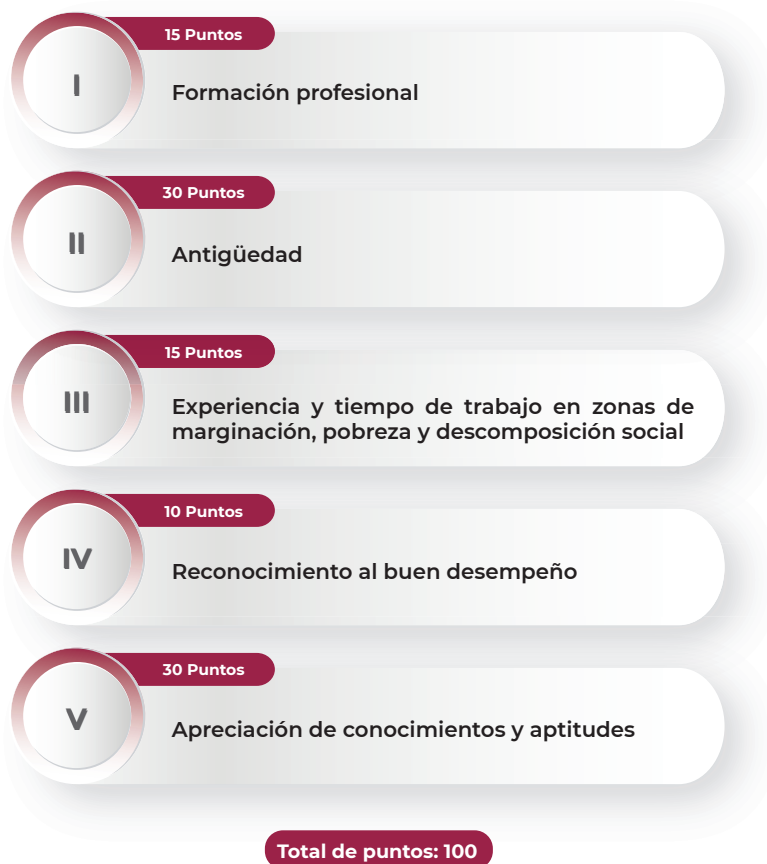 15 Puntos
I
Formación profesional
30 Puntos
II
Antigüedad
15 Puntos
III
Experiencia y tiempo de trabajo en zonas de
marginación, pobreza y descomposición social
10 Puntos
IV
Reconocimiento al buen desempeño
30 Puntos
V
Apreciación de conocimientos y aptitudes
Total de puntos: 100